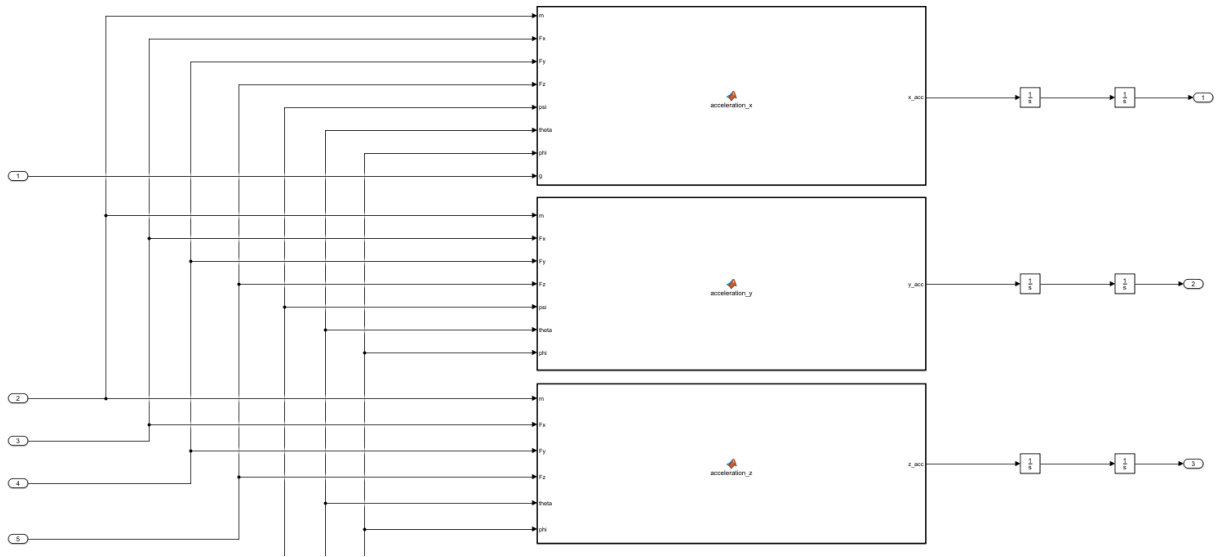 m
Fx
Fy
Fz
psi
theta
phi
g
acceleration_x
x_acc
1
s
1
s
1
1
m
Fx
Fy
Fz
psi
theta
phi
acceleration_y
y_acc
1
s
1
s
2
2
3
4
5
m
Fx
Fy
Fz
theta
phi
acceleration_z
z_acc
1
s
1
s
3